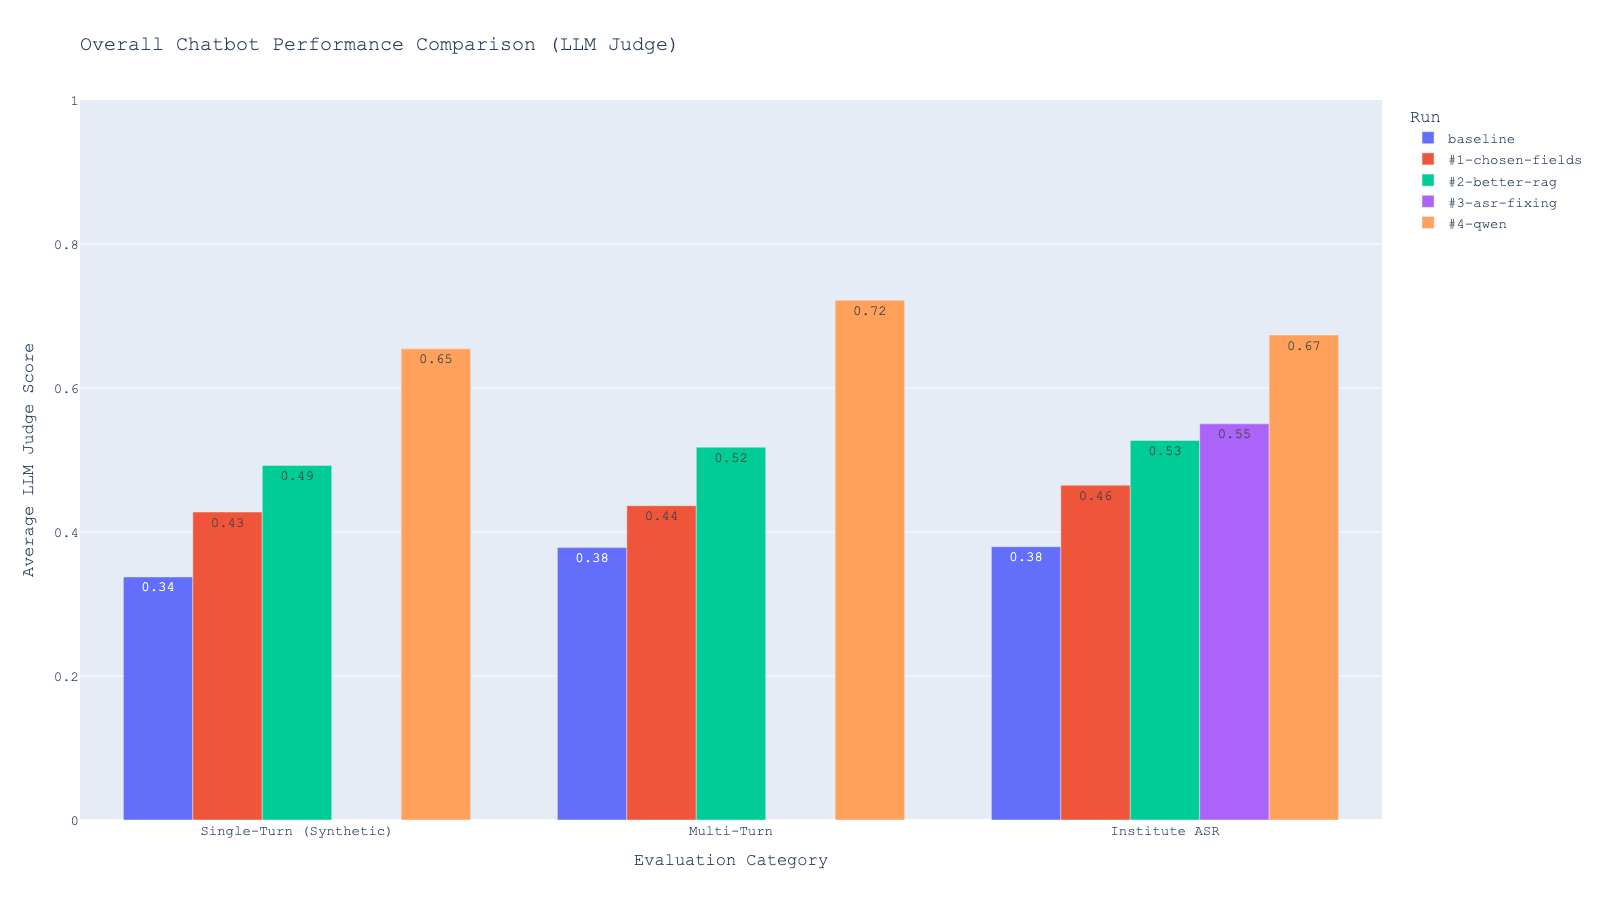 Overall Chatbot Performance Comparison (LLM Judge)
Run
baseline
#1-chosen-fields
#2-better-rag
#3-asr-fixing
#4-qwen
Average LLM Judge Score
1
0.8
0.6
0.4
0.2
0
0.34
0.43
0.49
0.65
0.38
0.44
0.52
0.72
0.38
0.46
0.53
0.55
0.67
Single-Turn (Synthetic)
Multi-Turn
Institute ASR
Evaluation Category